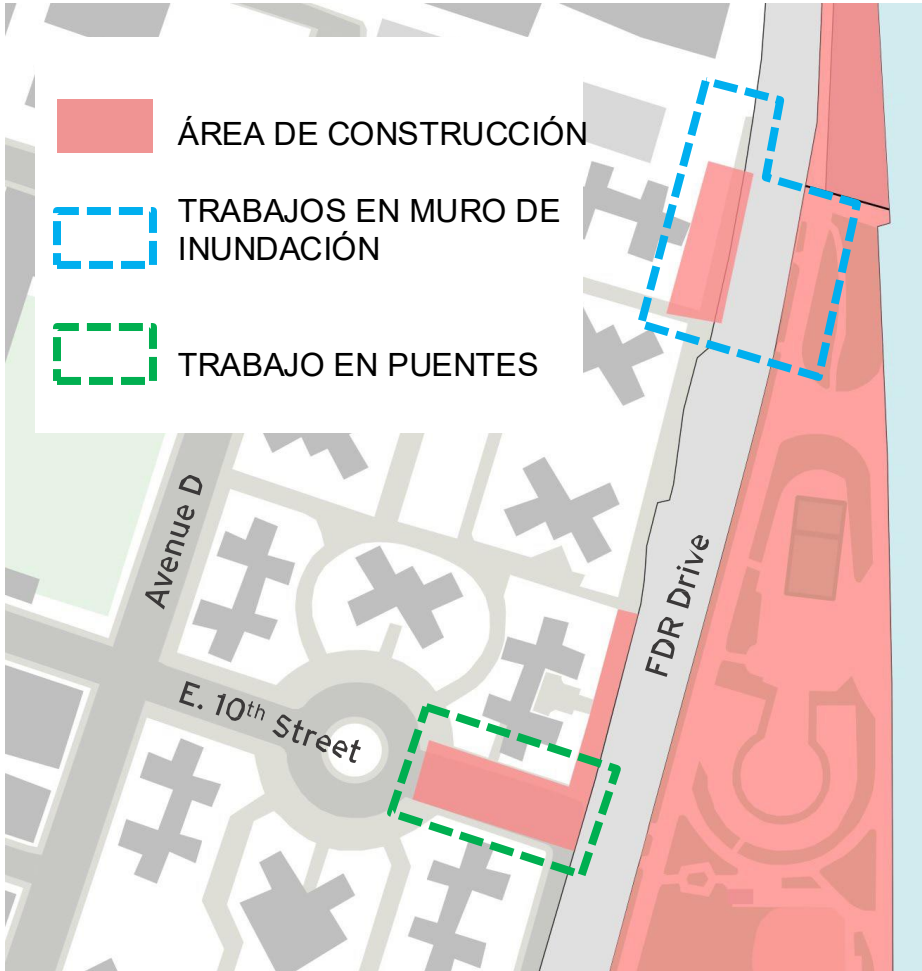 ÁREA DE CONSTRUCCIÓN
TRABAJOS EN MURO DE
INUNDACIÓN
TRABAJO EN PUENTES
Avenue D
FDR Drive
E. 10th Street